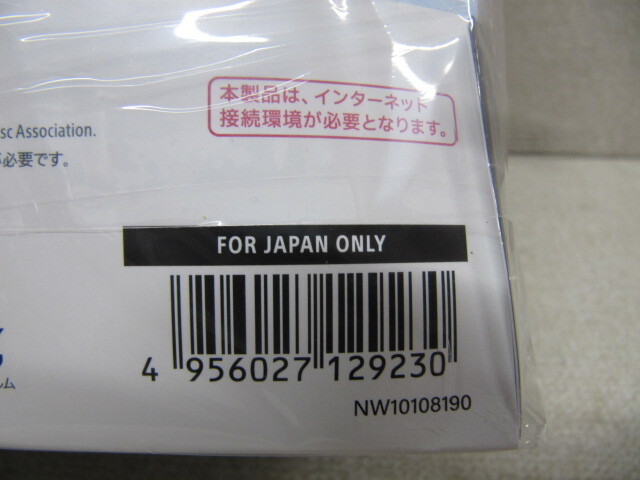 本製品は、インターネット
接続環境が必要となります。
sc Association.
必要です。
FOR JAPAN ONLY
4 956027 129230
NW10108190
ム